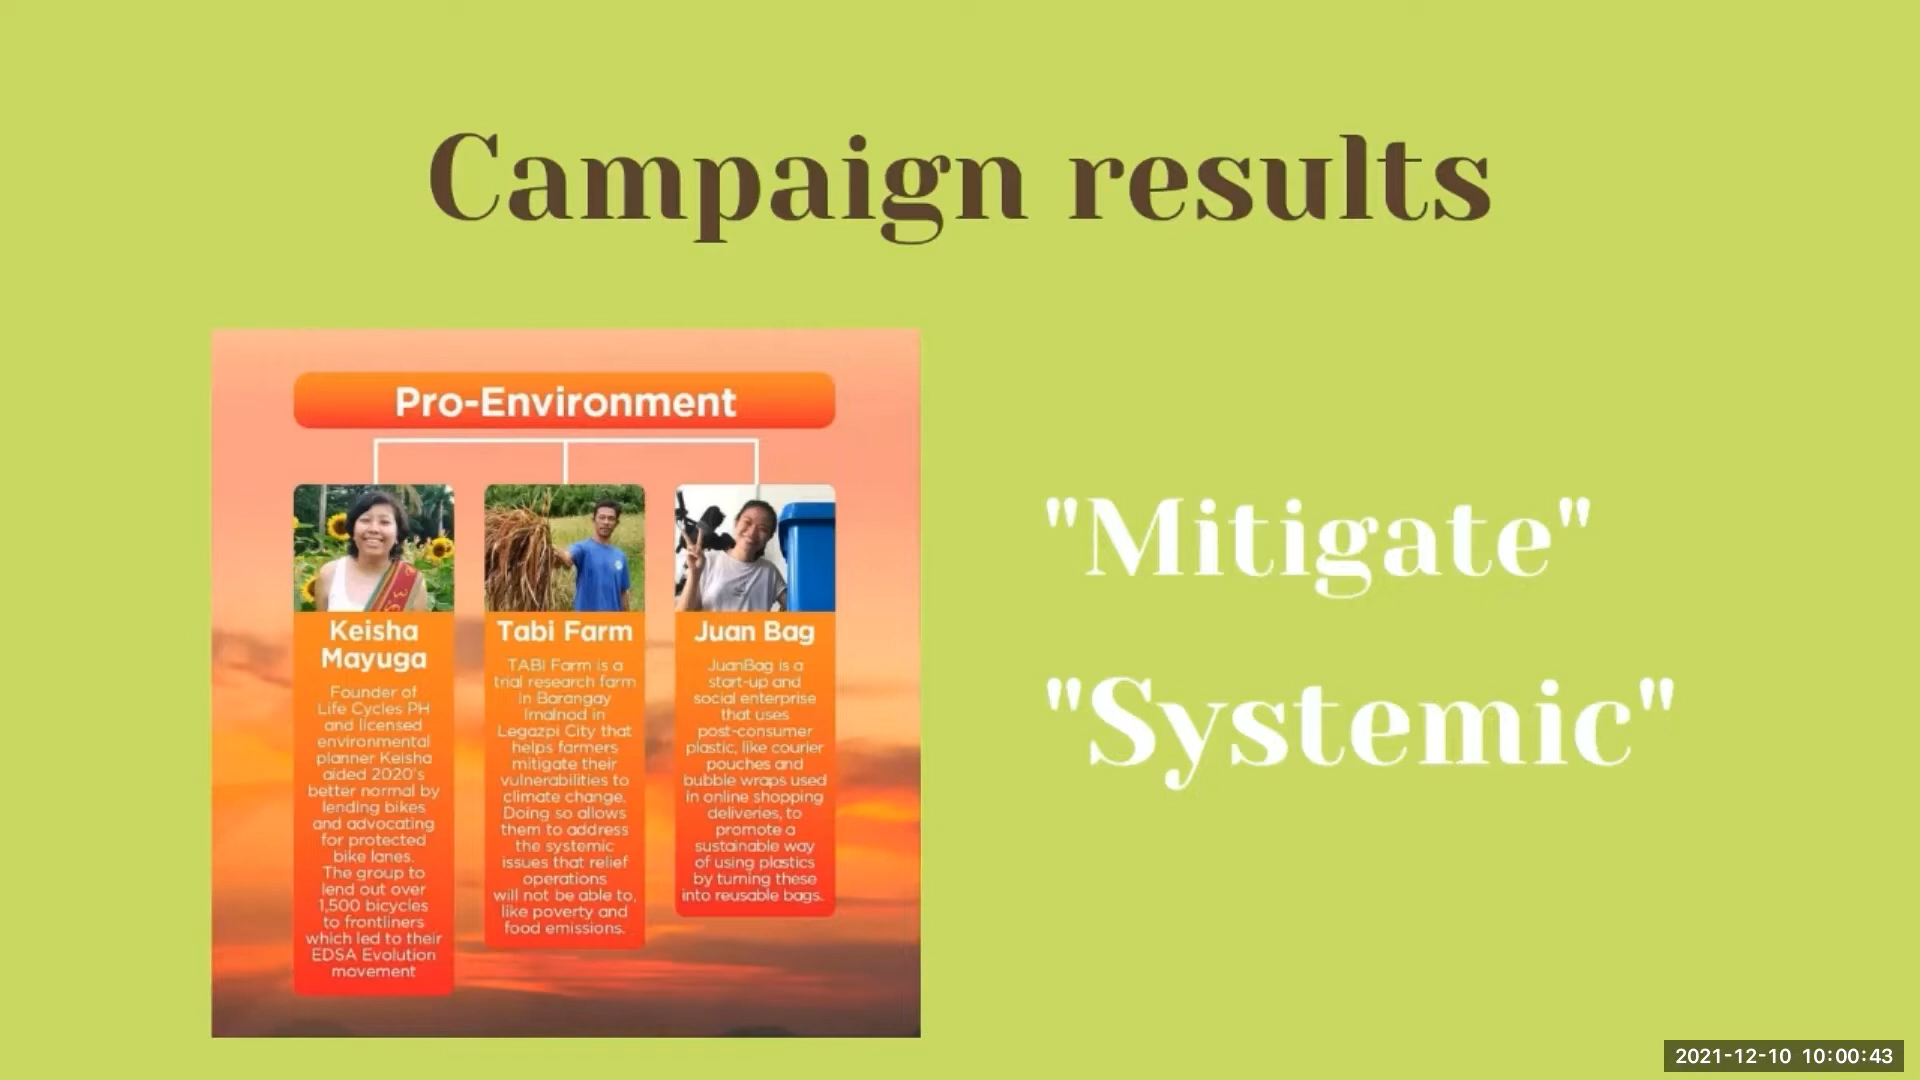 Campaign results
Pro-Environment
Keisha
Mayuga
Founder of
Life Cycles PH
and licensed
environmental
planner Keisha
aided 2020's
better normal by
lending bikes
and advocating
for protected
bike lanes.
The group to
lend out over
1,500 bicycles
to frontliners
which led to their
EDSA Evolution
movement
Tabi Farm
TABI Farm is a
trial research farm
in Barangay
Imalnod in
Legazpi City that
helps farmers
mitigate their
vulnerabilities to
climate change.
Doing so allows
them to address
the systemic
issues that relief
operations
will not be able to,
like poverty and
food emissions.
Juan Bag
JuanBag is a
start-up and
social enterprise
that uses
post-consumer
plastic, like courier
pouches and
bubble wraps used
in online shopping
deliveries, to
promote a
sustainable way
of using plastics
by turning these
into reusable bags.
"Mitigate"
"Systemic"
2021-12-10 10:00:43